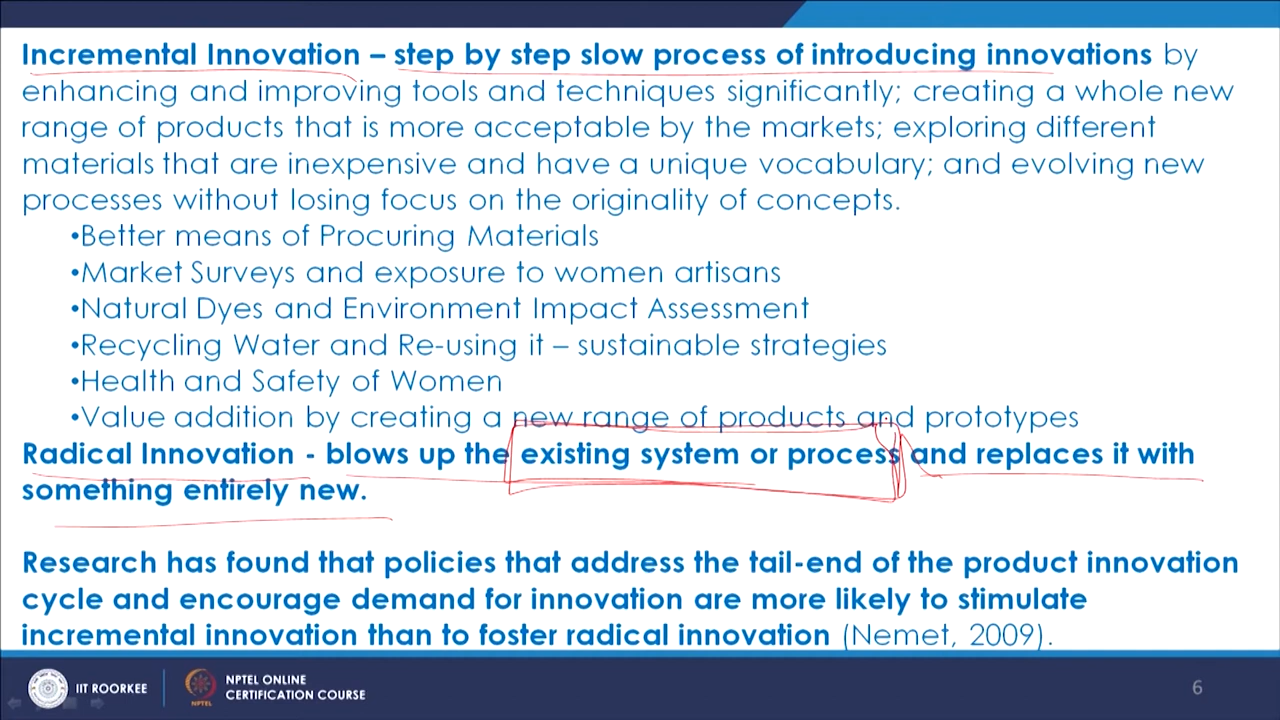 Incremental Innovation – step by step slow process of introducing innovations by
enhancing and improving tools and techniques significantly; creating a whole new
range of products that is more acceptable by the markets; exploring different
materials that are inexpensive and have a unique vocabulary; and evolving new
processes without losing focus on the originality of concepts.
•Better means of Procuring Materials
•Market Surveys and exposure to women artisans
•Natural Dyes and Environment Impact Assessment
•Recycling Water and Re-using it – sustainable strategies
•Health and Safety of Women
•Value addition by creating a new range of products and prototypes
Radical Innovation - blows up the existing system or process and replaces it with
something entirely new.
Research has found that policies that address the tail-end of the product innovation
cycle and encourage demand for innovation are more likely to stimulate
incremental innovation than to foster radical innovation (Nemet, 2009).
IIT ROORKEE
NPTEL
NPTEL ONLINE
CERTIFICATION COURSE
6